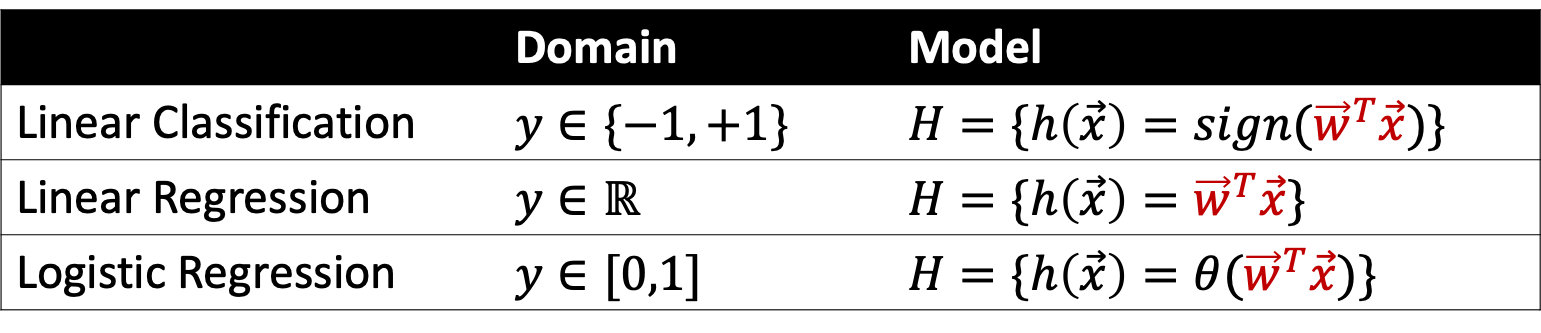 Domain Model
Linear Classification y ∈ {−1, +1} H = {h(x⃗) = sign(w⃗ᵀx⃗)}
Linear Regression y ∈ ℝ H = {h(x⃗) = w⃗ᵀx⃗}
Logistic Regression y ∈ [0,1] H = {h(x⃗) = θ(w⃗ᵀx⃗)}